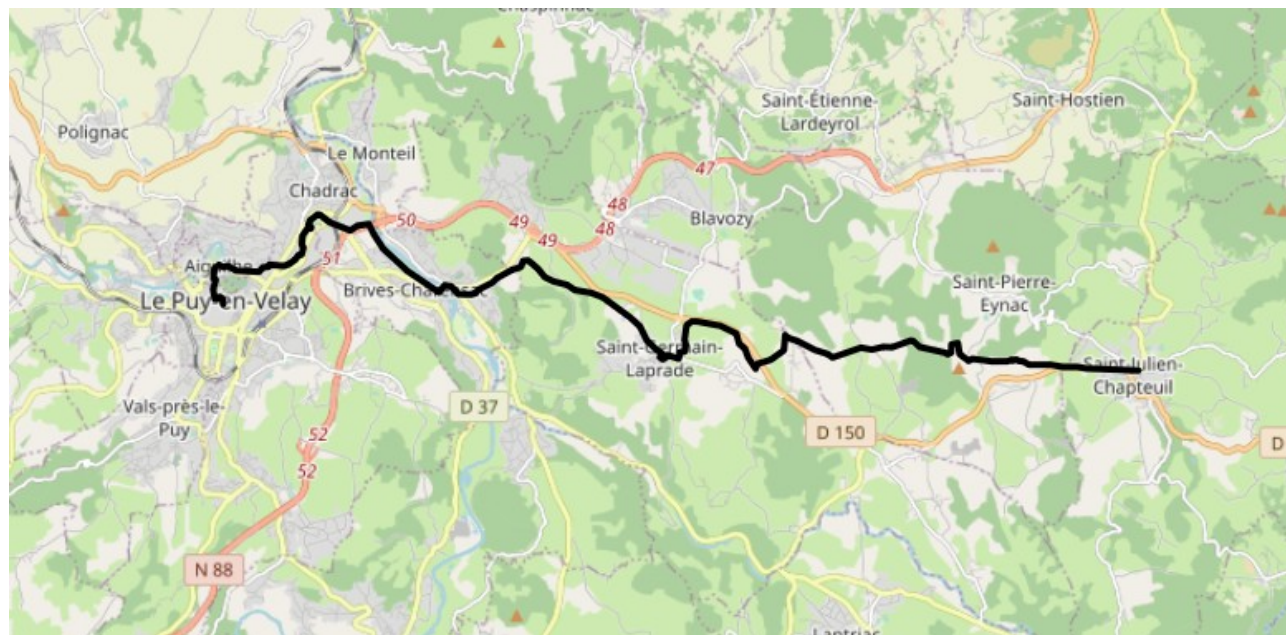 Chaspinhac
Saint-Étienne-
Lardeyrol
Saint-Hostien
Polignac
Le Monteil
47
Chadrac
48
50
49
48
Blavozy
49
51
Aiguilhe
Saint-Pierre-
Eynac
Le Puy-en-Velay
Brives-Charensac
Saint-Germain-
Laprade
Saint-Julien-
Chapteuil
Vals-près-le-
Puy
D 37
D 150
52
D
52
N 88
Lantriac